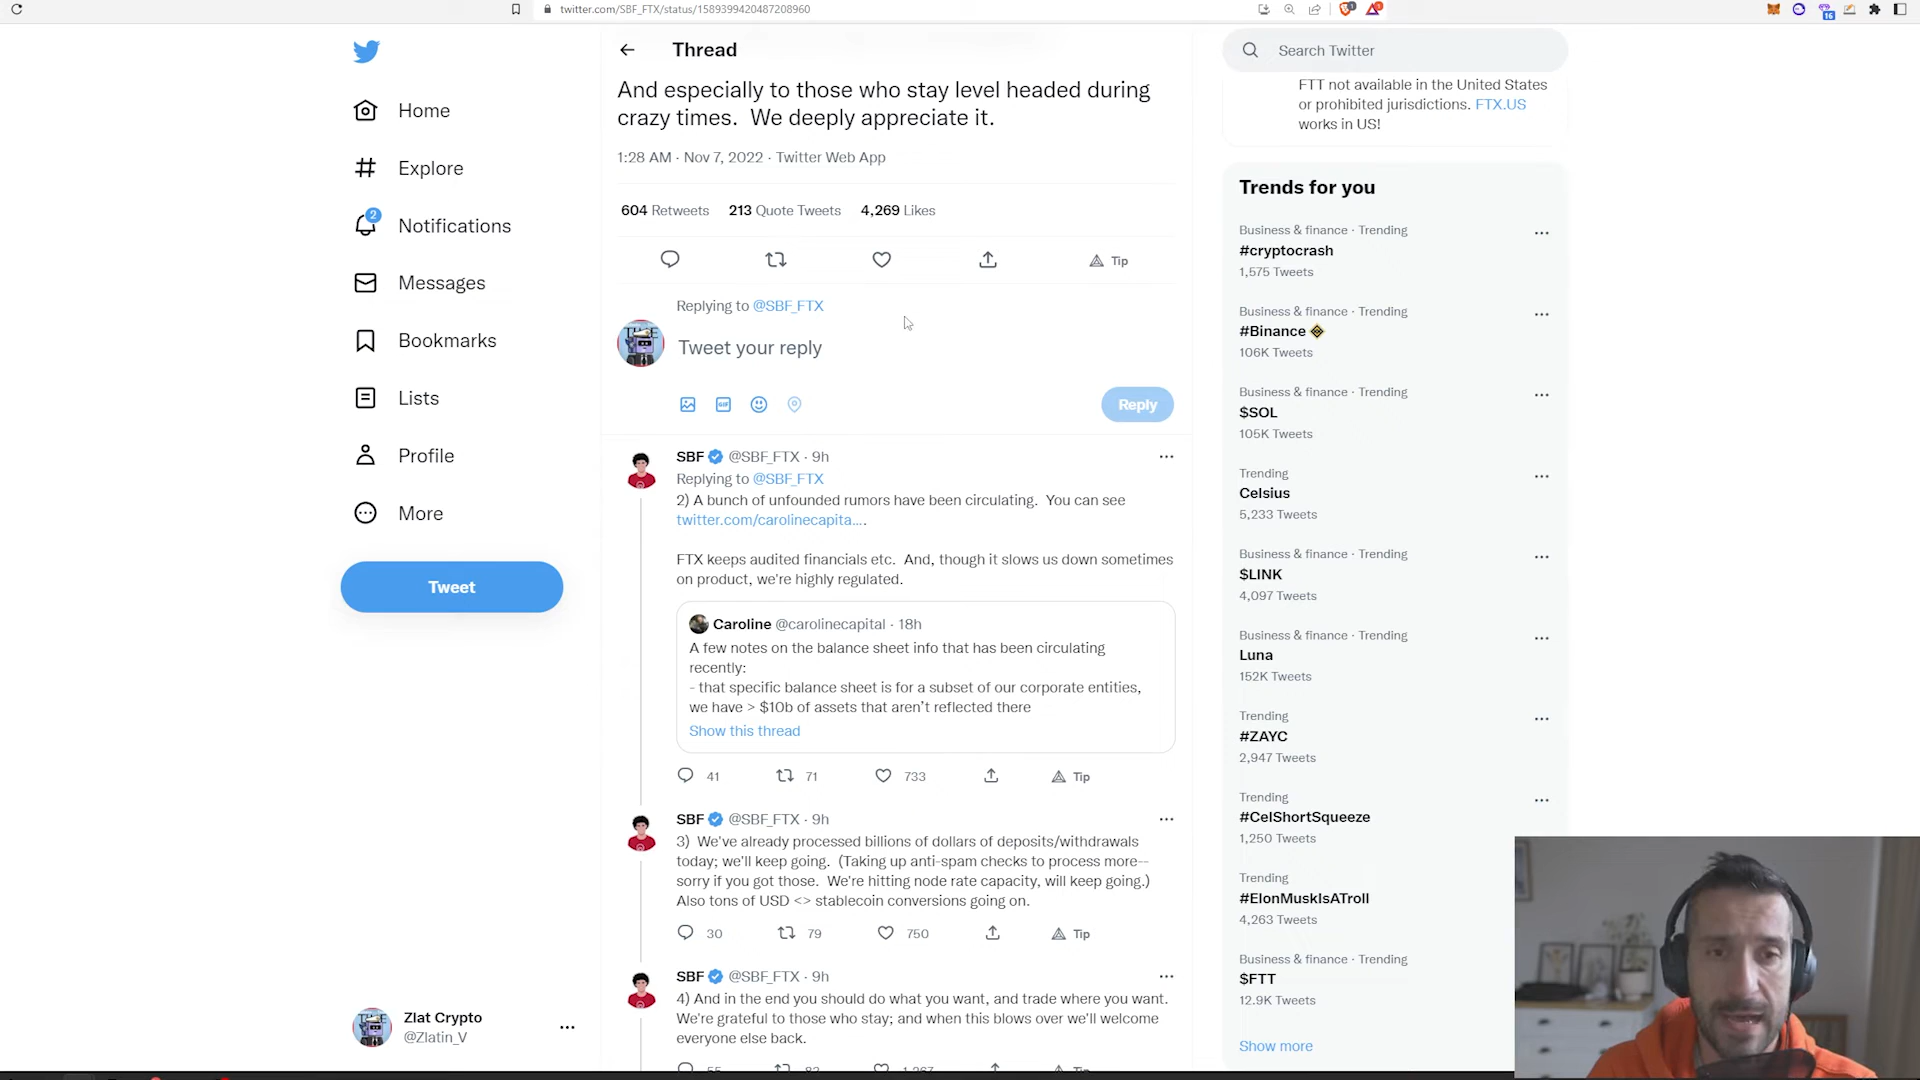 twitter.com/SBF_FTX/status/1589399420487208960
16
Home
Explore
2
Notifications
Messages
Bookmarks
Lists
Profile
More
Tweet
Zlat Crypto
@Zlatin_V
Thread
And especially to those who stay level headed during
crazy times. We deeply appreciate it.
1:28 AM · Nov 7, 2022 · Twitter Web App
604 Retweets 213 Quote Tweets 4,269 Likes
Tip
Replying to @SBF_FTX
Tweet your reply
GIF
Reply
SBF @SBF_FTX · 9h
Replying to @SBF_FTX
2) A bunch of unfounded rumors have been circulating. You can see
twitter.com/carolinecapita….
FTX keeps audited financials etc. And, though it slows us down sometimes
on product, we're highly regulated.
Caroline @carolinecapital · 18h
A few notes on the balance sheet info that has been circulating
recently:
- that specific balance sheet is for a subset of our corporate entities,
we have > $10b of assets that aren't reflected there
Show this thread
41 71 733 Tip
SBF @SBF_FTX · 9h
3) We've already processed billions of dollars of deposits/withdrawals
today; we'll keep going. (Taking up anti-spam checks to process more--
sorry if you got those. We're hitting node rate capacity, will keep going.)
Also tons of USD <> stablecoin conversions going on.
30 79 750 Tip
SBF @SBF_FTX · 9h
4) And in the end you should do what you want, and trade where you want.
We're grateful to those who stay; and when this blows over we'll welcome
everyone else back.
Search Twitter
FTT not available in the United States
or prohibited jurisdictions. FTX.US
works in US!
Trends for you
Business & finance · Trending
#cryptocrash
1,575 Tweets
Business & finance · Trending
#Binance
106K Tweets
Business & finance · Trending
$SOL
105K Tweets
Trending
Celsius
5,233 Tweets
Business & finance · Trending
$LINK
4,097 Tweets
Business & finance · Trending
Luna
152K Tweets
Trending
#ZAYC
2,947 Tweets
Trending
#CelShortSqueeze
1,250 Tweets
Trending
#ElonMuskIsATroll
4,263 Tweets
Business & finance · Trending
$FTT
12.9K Tweets
Show more